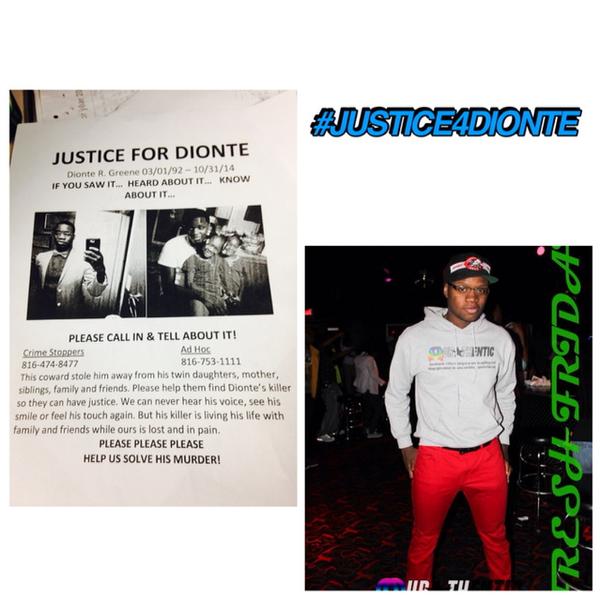 #JUSTICE4DIONTE
JUSTICE FOR DIONTE
Dionte R. Greene 03/01/92 – 10/31/14
IF YOU SAW IT... HEARD ABOUT IT... KNOW
ABOUT IT...
PLEASE CALL IN & TELL ABOUT IT!
Crime Stoppers Ad Hoc
816-474-8477 816-753-1111
This coward stole him away from his twin daughters, mother,
siblings, family and friends. Please help them find Dionte's killer
so they can have justice. We can never hear his voice, see his
smile or feel his touch again. But his killer is living his life with
family and friends while ours is lost and in pain.
PLEASE PLEASE PLEASE
HELP US SOLVE HIS MURDER!
FRESH FRIDA